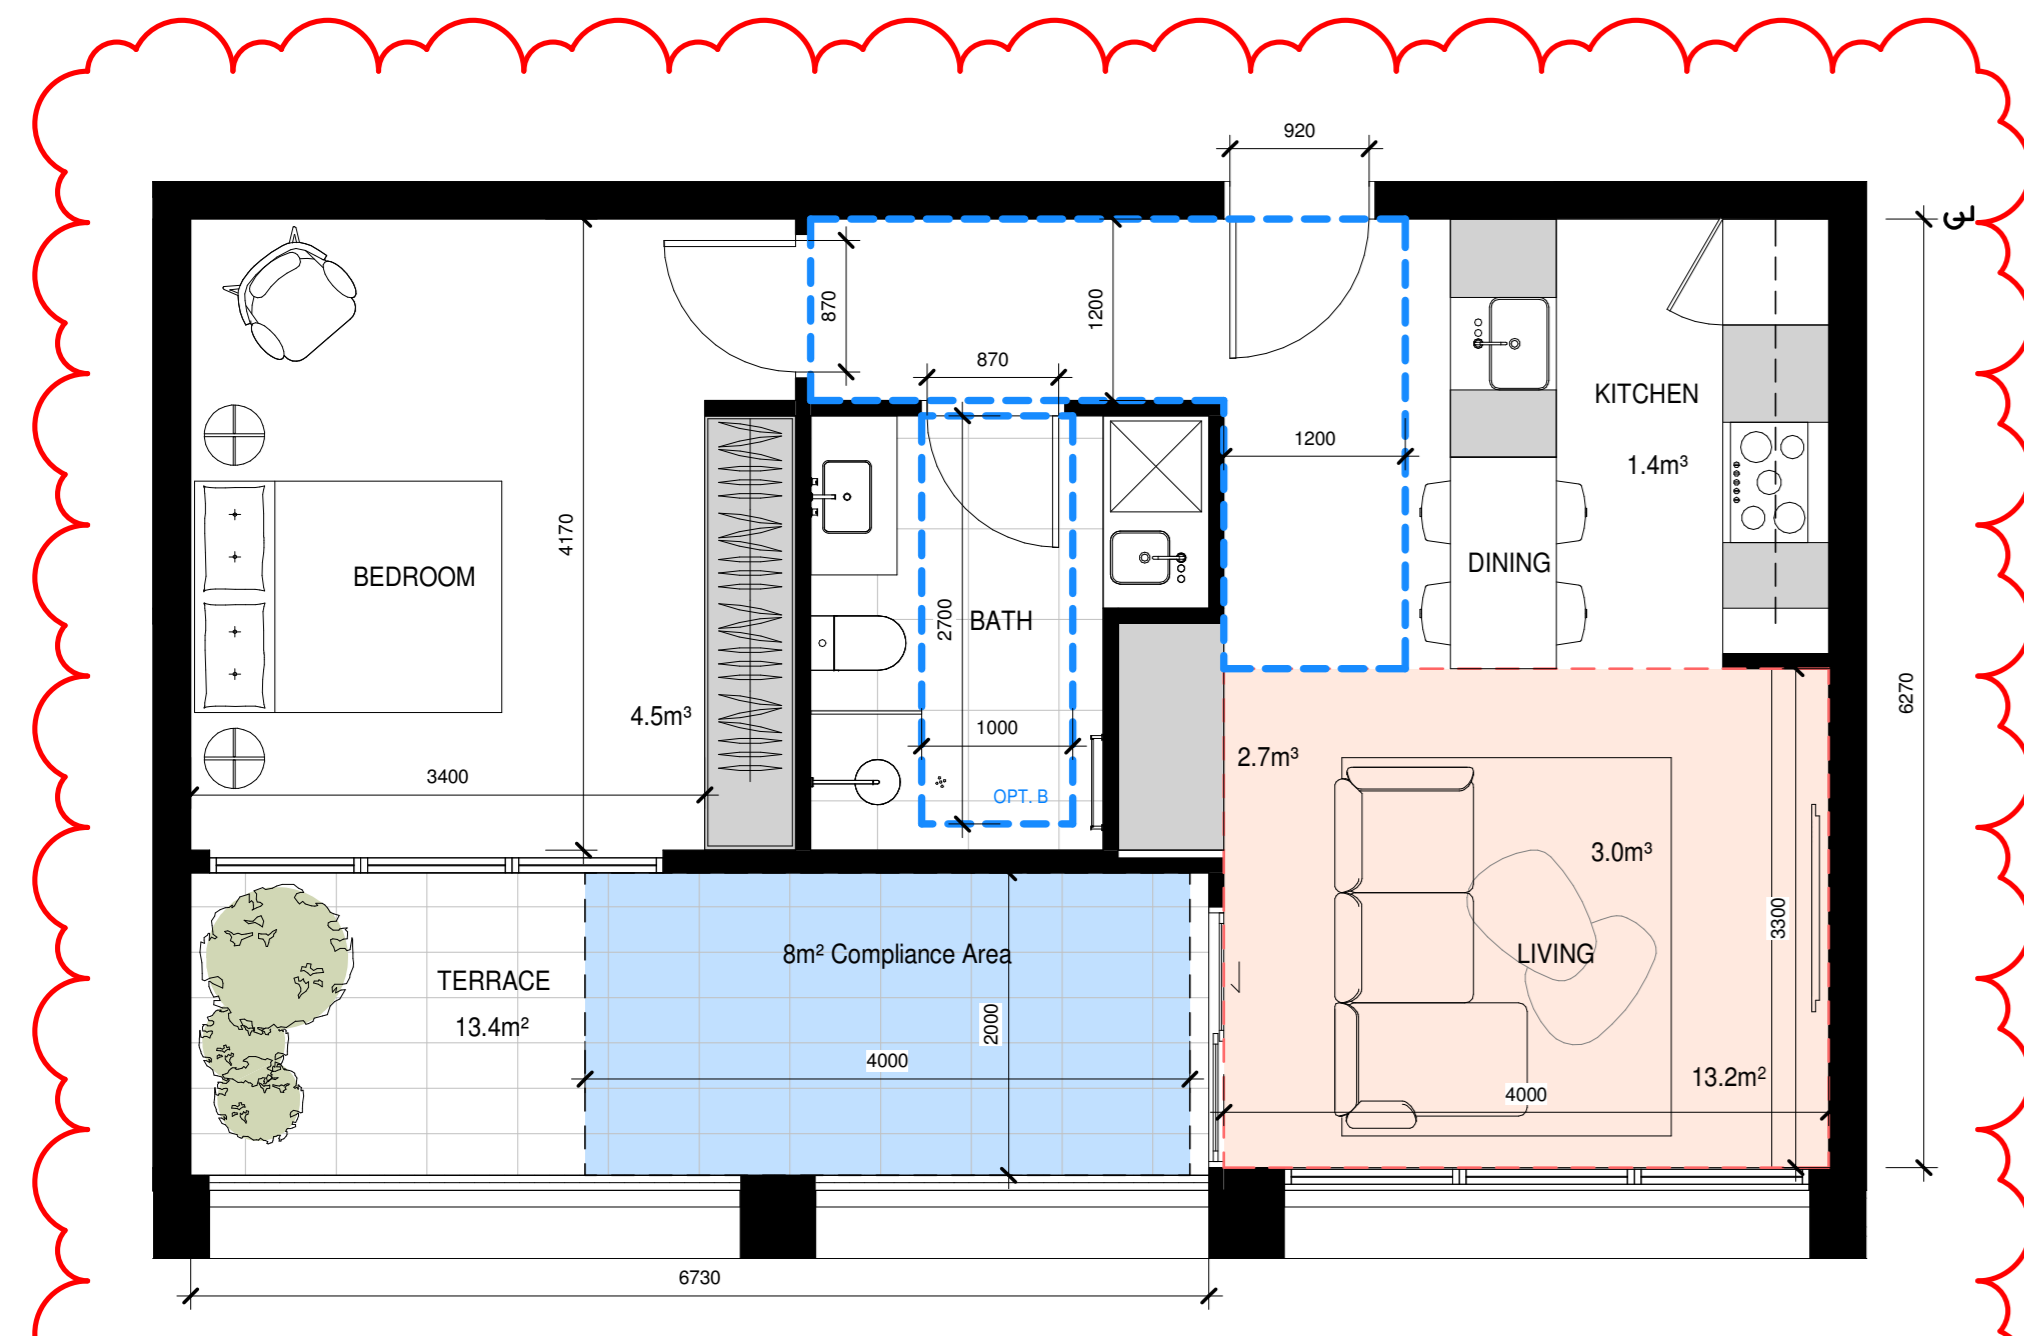 920
870
1200
870
1200
KITCHEN
1.4m³
4170
BEDROOM
DINING
2700
BATH
6270
4.5m³
1000
2.7m³
3400
OPT. B
3.0m³
3300
8m² Compliance Area
LIVING
TERRACE
13.4m²
2000
4000
13.2m²
4000
6730